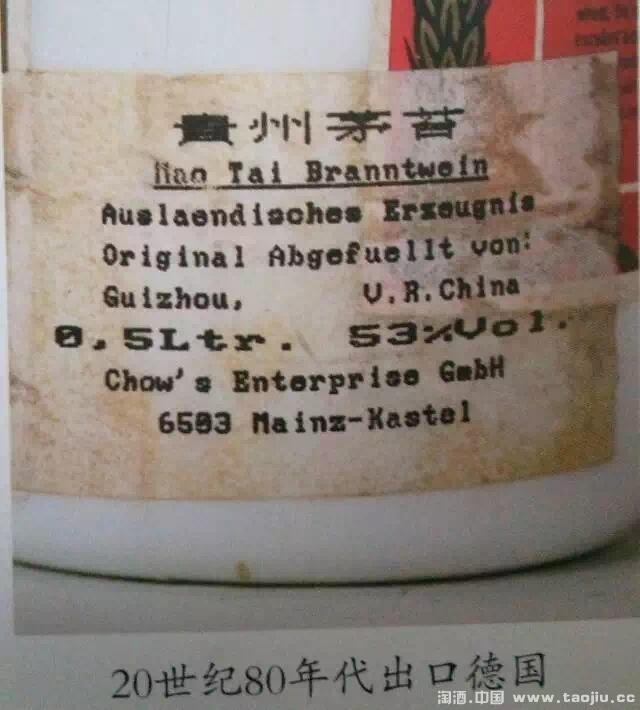 貴州茅苔
Mao Tai Branntwein
Auslaendisches Erzeugnis
Original Abgefuellt von:
Guizhou, V.R.China
0,5Ltr. 53%Vol.
Chow's Enterprise GmbH
6503 Mainz-Kastel
20世纪80年代出口德国
淘酒.中国 www.taojiu.cc